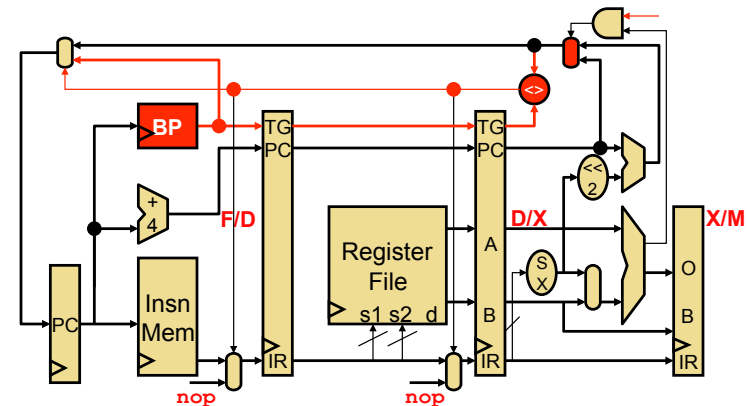 <>
BP
TG
TG
PC
PC
<<
2
+
4
F/D
D/X
X/M
Register
File
A
S
X
O
Insn
Mem
PC
s1 s2 d
B
B
IR
IR
IR
nop
nop